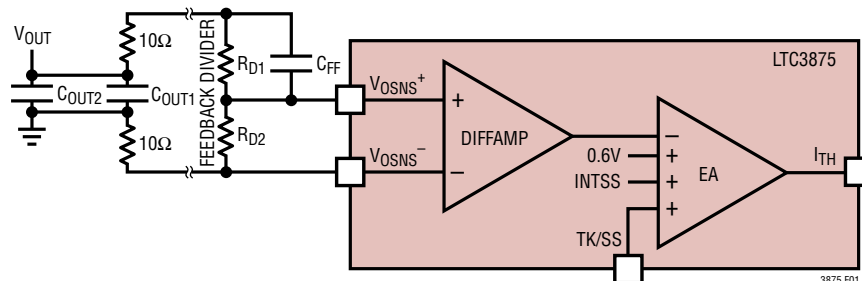 VOUT
10Ω
COUT2
COUT1
10Ω
FEEDBACK DIVIDER
RD1
CFF
RD2
LTC3875
VOSNS+
+
DIFFAMP
VOSNS–
–
–
0.6V
+
INTSS
+
EA
ITH
+
TK/SS
3875 F01